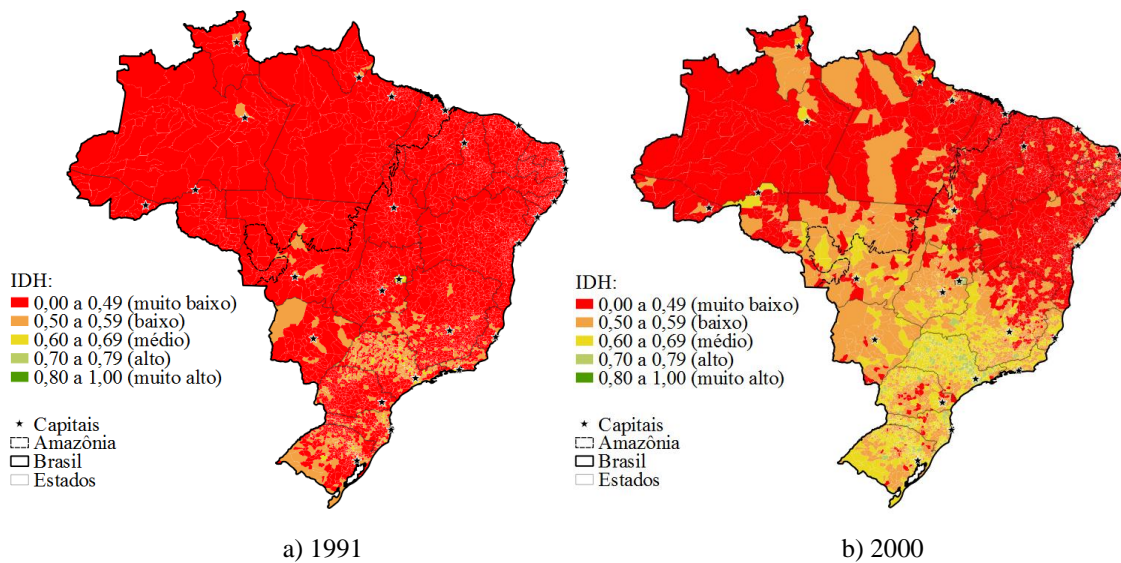 IDH:
0,00 a 0,49 (muito baixo)
0,50 a 0,59 (baixo)
0,60 a 0,69 (médio)
0,70 a 0,79 (alto)
0,80 a 1,00 (muito alto)
Capitais
Amazônia
Brasil
Estados
a) 1991
IDH:
0,00 a 0,49 (muito baixo)
0,50 a 0,59 (baixo)
0,60 a 0,69 (médio)
0,70 a 0,79 (alto)
0,80 a 1,00 (muito alto)
Capitais
Amazônia
Brasil
Estados
b) 2000